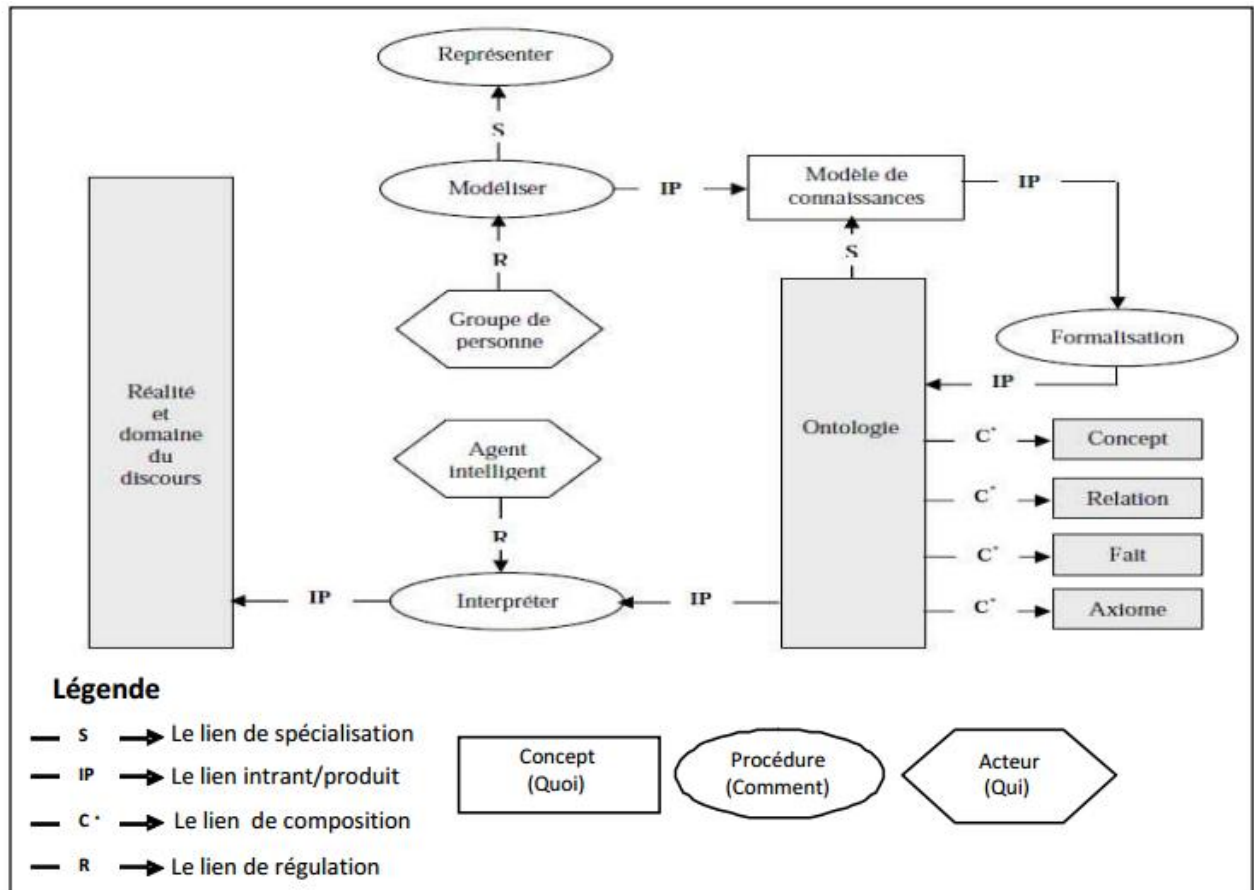 Représenter
S
Modéliser
IP
Modèle de
connaissances
IP
R
S
Groupe de
personne
Formalisation
IP
Réalité
et
domaine
du
discours
Agent
intelligent
Ontologie
C*
Concept
C*
Relation
R
C*
Fait
IP
Interpréter
IP
C*
Axiome
Légende
S Le lien de spécialisation
IP Le lien intrant/produit
C* Le lien de composition
R Le lien de régulation
Concept
(Quoi)
Procédure
(Comment)
Acteur
(Qui)